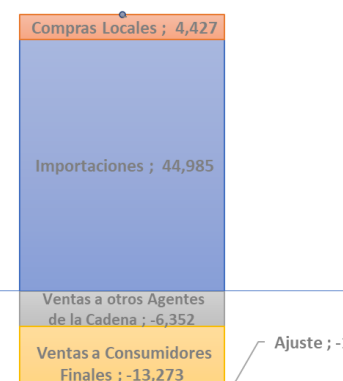 Compras Locales ; 4,427
Importaciones ; 44,985
Ventas a otros Agentes
de la Cadena ; -6,352
Ajuste ; -
Ventas a Consumidores
Finales ; -13,273